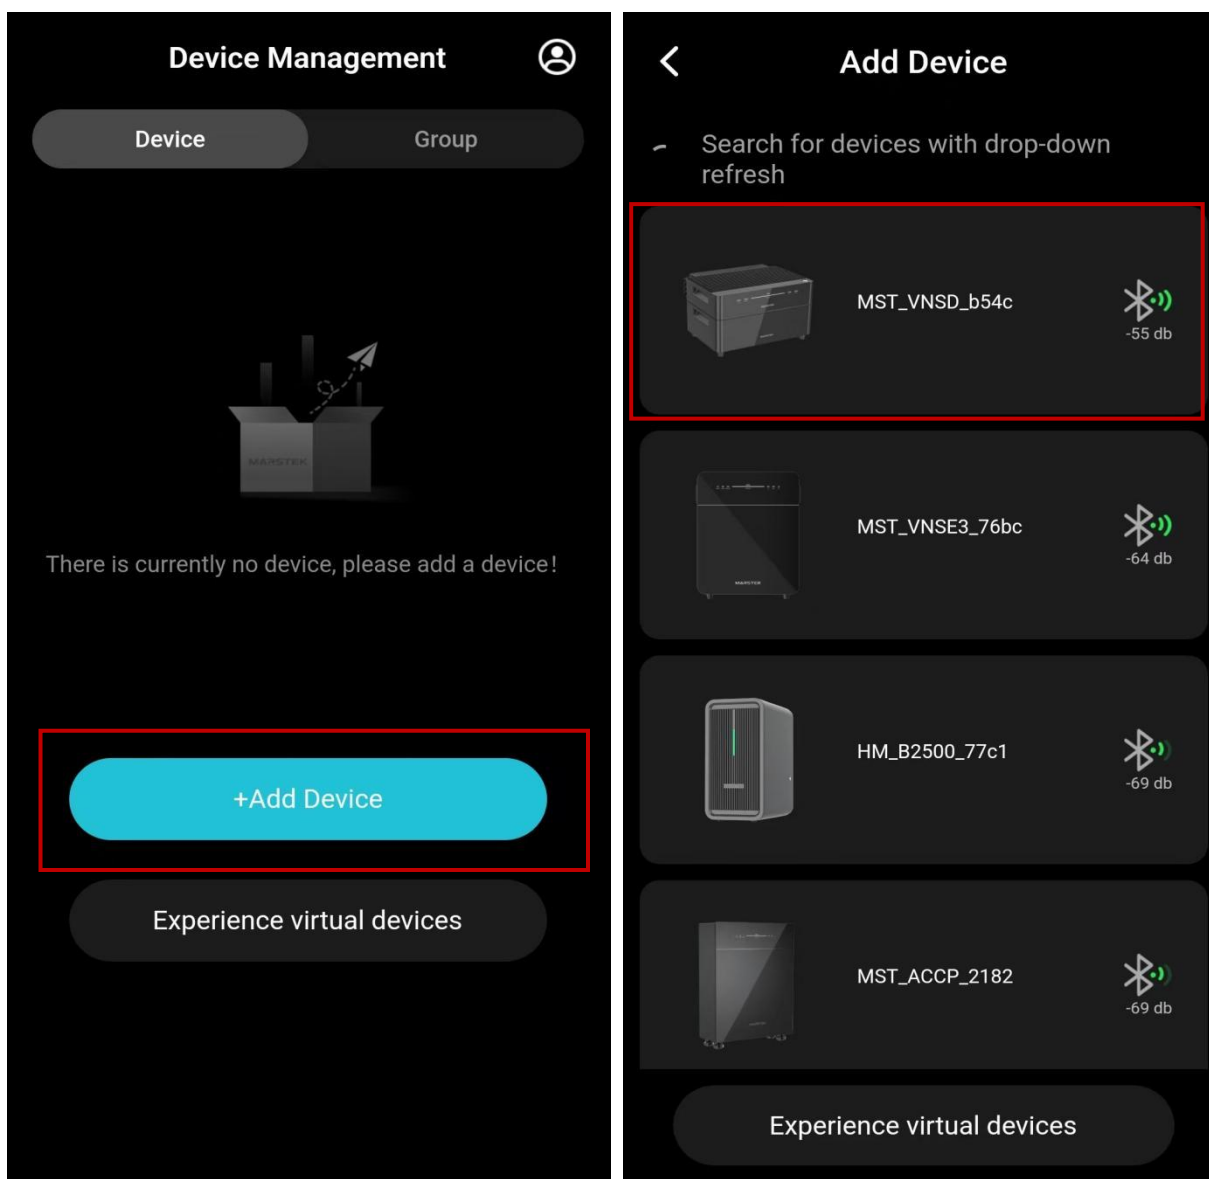 Device Management
Device
Group
MARSTEK
There is currently no device, please add a device!
+Add Device
Experience virtual devices
Add Device
Search for devices with drop-down
refresh
MST_VNSD_b54c
-55 db
MST_VNSE3_76bc
-64 db
MARSTEK
HM_B2500_77c1
-69 db
MST_ACCP_2182
-69 db
Experience virtual devices